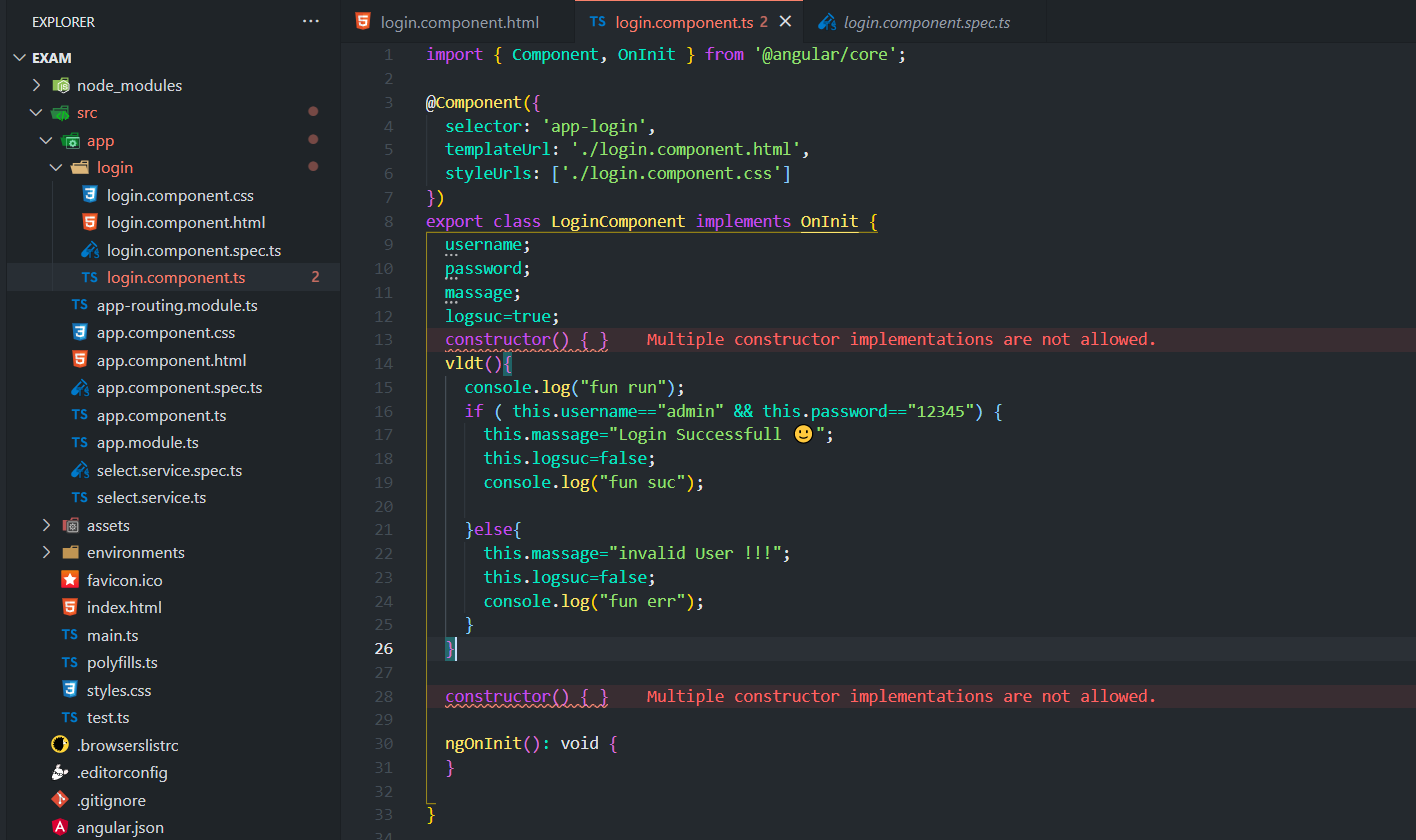 EXPLORER
EXAM
node_modules
src
app
login
login.component.css
login.component.html
login.component.spec.ts
TS login.component.ts 2
TS app-routing.module.ts
app.component.css
app.component.html
app.component.spec.ts
TS app.component.ts
TS app.module.ts
select.service.spec.ts
TS select.service.ts
assets
environments
favicon.ico
index.html
TS main.ts
TS polyfills.ts
styles.css
TS test.ts
.browserslistrc
.editorconfig
.gitignore
angular.json
login.component.html TS login.component.ts 2 login.component.spec.ts
1 import { Component, OnInit } from '@angular/core';
2
3 @Component({
4 selector: 'app-login',
5 templateUrl: './login.component.html',
6 styleUrls: ['./login.component.css']
7 })
8 export class LoginComponent implements OnInit {
9 username;
10 password;
11 massage;
12 logsuc=true;
13 constructor() { } Multiple constructor implementations are not allowed.
14 vldt(){
15 console.log("fun run");
16 if ( this.username=="admin" && this.password=="12345") {
17 this.massage="Login Successfull 🙂";
18 this.logsuc=false;
19 console.log("fun suc");
20
21 }else{
22 this.massage="invalid User !!!";
23 this.logsuc=false;
24 console.log("fun err");
25 }
26 }
27
28 constructor() { } Multiple constructor implementations are not allowed.
29
30 ngOnInit(): void {
31 }
32
33 }
34